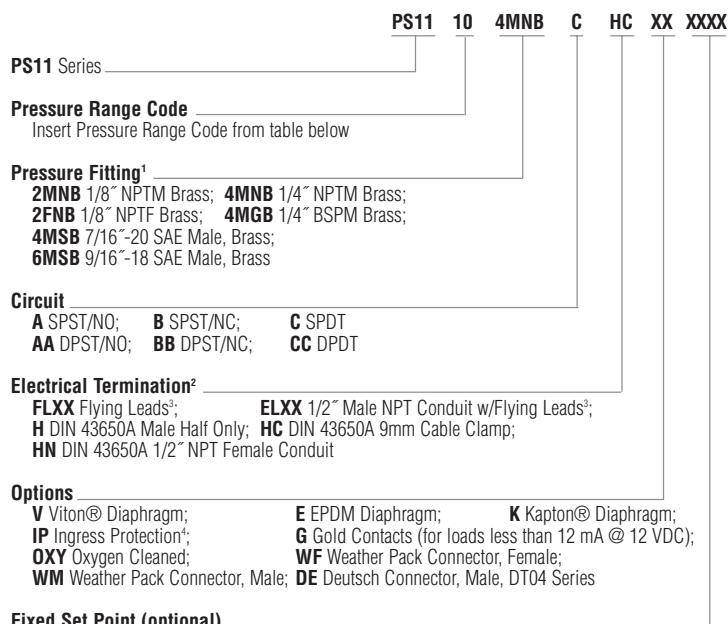 PS11 10 4MNB C HC XX XXXX
PS11 Series
Pressure Range Code
Insert Pressure Range Code from table below
Pressure Fitting¹
2MNB 1/8˝ NPTM Brass; 4MNB 1/4˝ NPTM Brass;
2FNB 1/8˝ NPTF Brass; 4MGB 1/4˝ BSPM Brass;
4MSB 7/16˝-20 SAE Male, Brass;
6MSB 9/16˝-18 SAE Male, Brass
Circuit
A SPST/NO; B SPST/NC; C SPDT
AA DPST/NO; BB DPST/NC; CC DPDT
Electrical Termination²
FLXX Flying Leads³; ELXX 1/2˝ Male NPT Conduit w/Flying Leads³;
H DIN 43650A Male Half Only; HC DIN 43650A 9mm Cable Clamp;
HN DIN 43650A 1/2˝ NPT Female Conduit
Options
V Viton® Diaphragm; E EPDM Diaphragm; K Kapton® Diaphragm;
IP Ingress Protection⁴; G Gold Contacts (for loads less than 12 mA @ 12 VDC);
OXY Oxygen Cleaned; WF Weather Pack Connector, Female;
WM Weather Pack Connector, Male; DE Deutsch Connector, Male, DT04 Series
Fixed Set Point (optional)